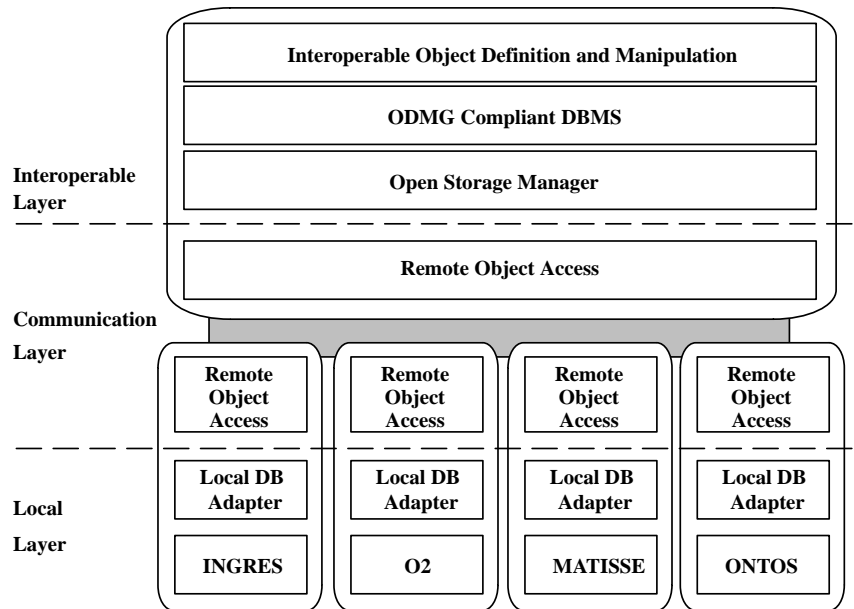 Interoperable Object Definition and Manipulation
ODMG Compliant DBMS
Interoperable
Layer
Open Storage Manager
Remote Object Access
Communication
Layer
Remote
Object
Access
Remote
Object
Access
Remote
Object
Access
Remote
Object
Access
Local DB
Adapter
Local DB
Adapter
Local DB
Adapter
Local DB
Adapter
Local
Layer
INGRES
O2
MATISSE
ONTOS